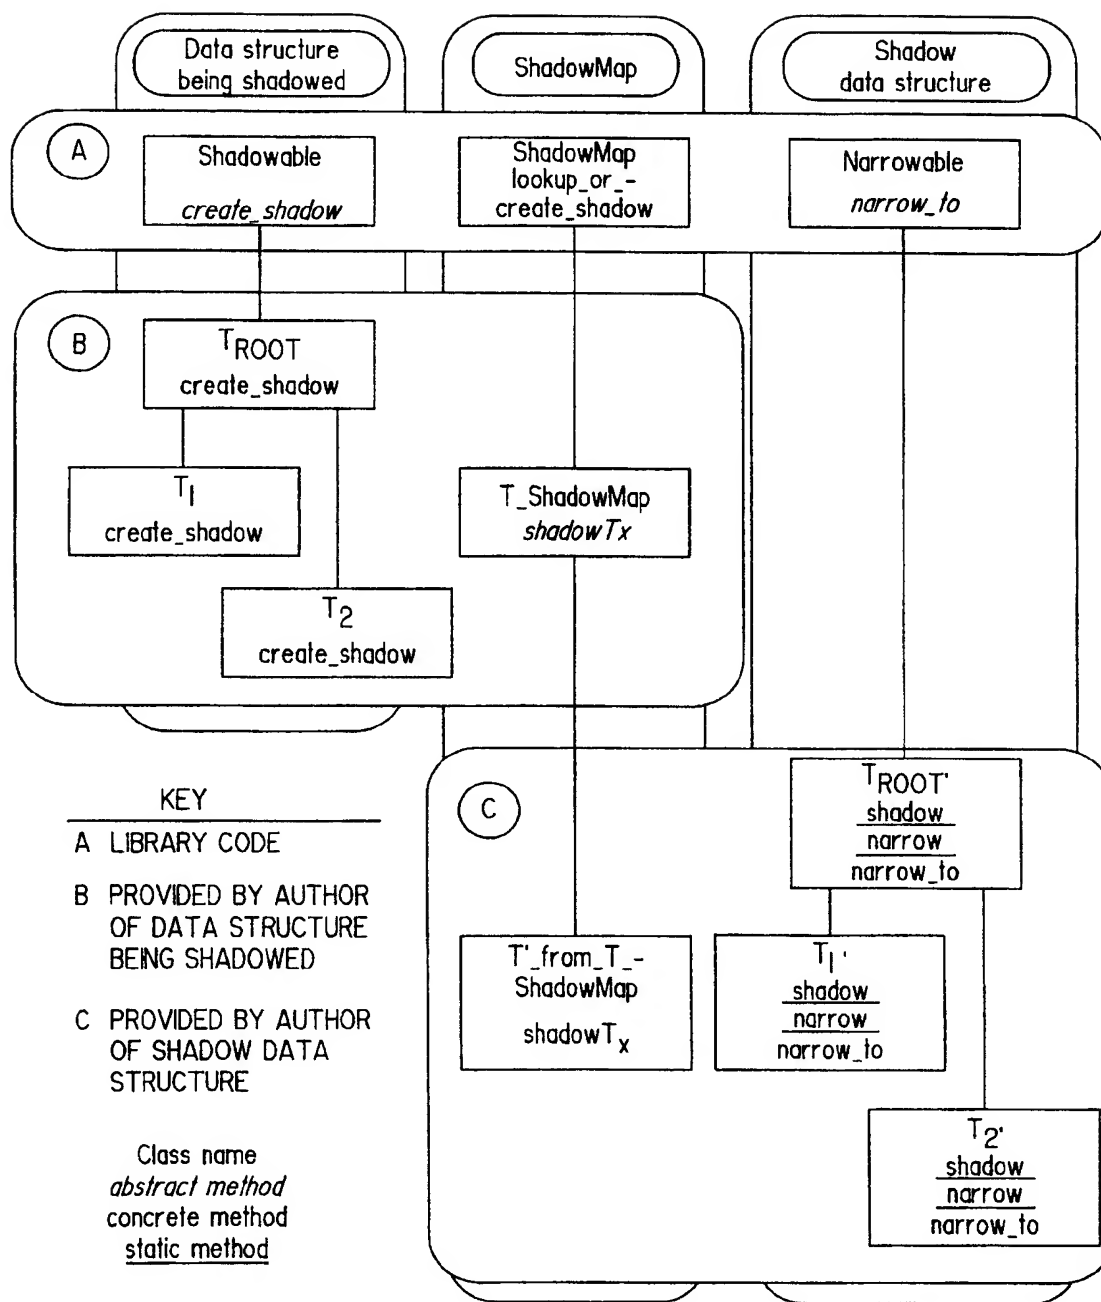 Data structure
being shadowed
ShadowMap
Shadow
data structure
A
Shadowable
create_shadow
ShadowMap
lookup_or_-
create_shadow
Narrowable
narrow_to
B
TROOT
create_shadow
T1
create_shadow
T_ShadowMap
shadowTx
T2
create_shadow
C
TROOT'
shadow
narrow
narrow_to
T'_from_T_-
ShadowMap
shadowTx
T1'
shadow
narrow
narrow_to
T2'
shadow
narrow
narrow_to
KEY
A LIBRARY CODE
B PROVIDED BY AUTHOR
OF DATA STRUCTURE
BEING SHADOWED
C PROVIDED BY AUTHOR
OF SHADOW DATA
STRUCTURE
Class name
abstract method
concrete method
static method